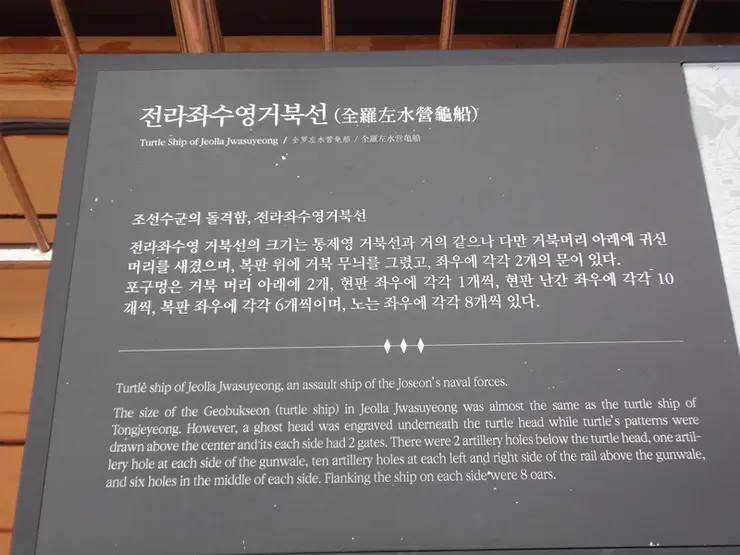 전라좌수영거북선 (全羅左水營龜船)
Turtle Ship of Jeolla Jwasuyeong / 全罗左水营龟船 / 全羅左水営亀船
조선수군의 돌격함, 전라좌수영거북선
전라좌수영 거북선의 크기는 통제영 거북선과 거의 같으나 다만 거북머리 아래에 귀신
머리를 새겼으며, 복판 위에 거북 무늬를 그렸고, 좌우에 각각 2개의 문이 있다.
포구멍은 거북 머리 아래에 2개, 현판 좌우에 각각 1개씩, 현판 난간 좌우에 각각 10
개씩, 복판 좌우에 각각 6개씩이며, 노는 좌우에 각각 8개씩 있다.
Turtle ship of Jeolla Jwasuyeong, an assault ship of the Joseon's naval forces.
The size of the Geobukseon (turtle ship) in Jeolla Jwasuyeong was almost the same as the turtle ship of
Tongjeyeong. However, a ghost head was engraved underneath the turtle head while turtle's patterns were
drawn above the center and its each side had 2 gates. There were 2 artillery holes below the turtle head, one artil-
lery hole at each side of the gunwale, ten artillery holes at each left and right side of the rail above the gunwale,
and six holes in the middle of each side. Flanking the ship on each side were 8 oars.